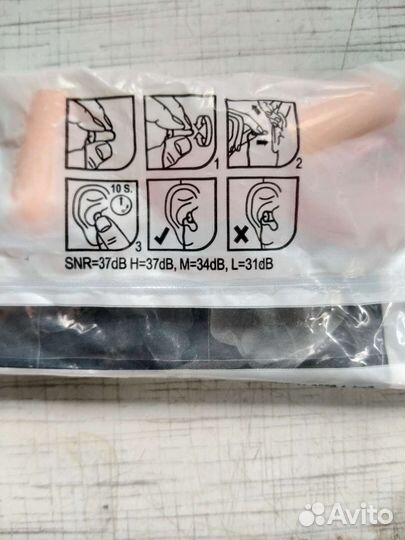 1
2
10 S.
3
SNR=37dB H=37dB, M=34dB, L=31dB
Avito